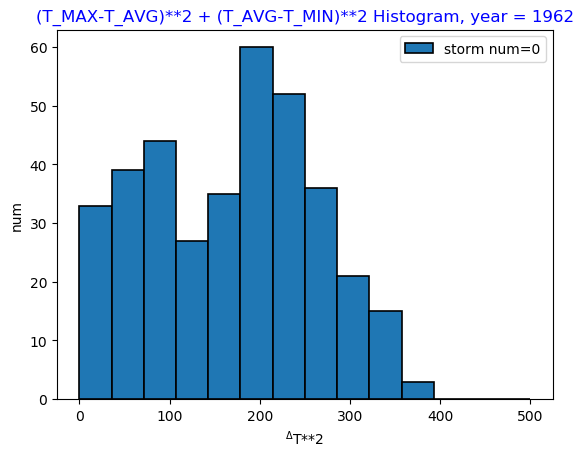 (T_MAX-T_AVG)**2 + (T_AVG-T_MIN)**2 Histogram, year = 1962
storm num=0
60
50
40
30
20
10
0
num
0 100 200 300 400 500
ΔT**2